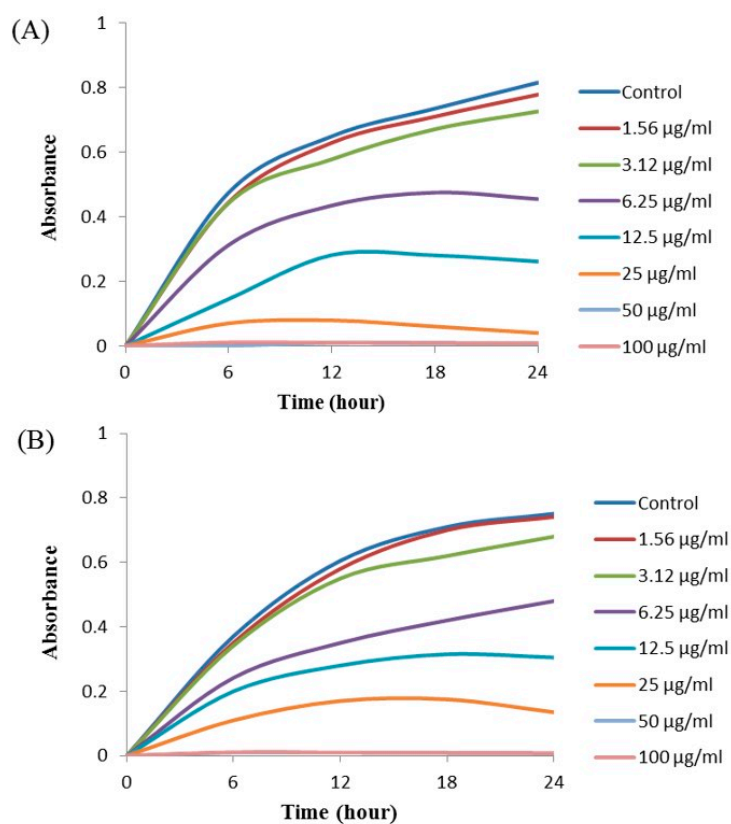 (A)
1
0.8
0.6
0.4
0.2
0
Absorbance
0 6 12 18 24
Time (hour)
Control
1.56 µg/ml
3.12 µg/ml
6.25 µg/ml
12.5 µg/ml
25 µg/ml
50 µg/ml
100 µg/ml
(B)
1
0.8
0.6
0.4
0.2
0
Absorbance
0 6 12 18 24
Time (hour)
Control
1.56 µg/ml
3.12 µg/ml
6.25 µg/ml
12.5 µg/ml
25 µg/ml
50 µg/ml
100 µg/ml